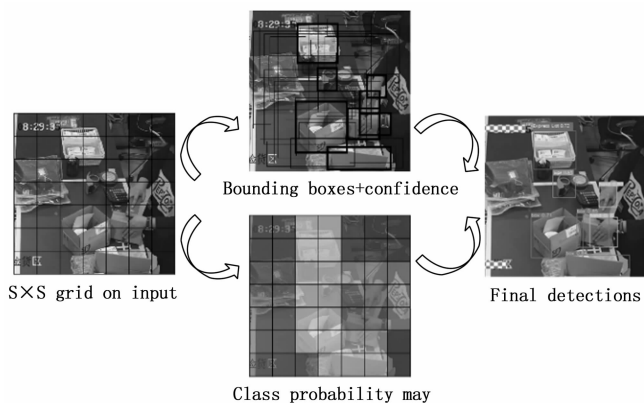 8:29:3
Bounding boxes+confidence
8:29:3
S×S grid on input
Final detections
8:29:3
Class probability may